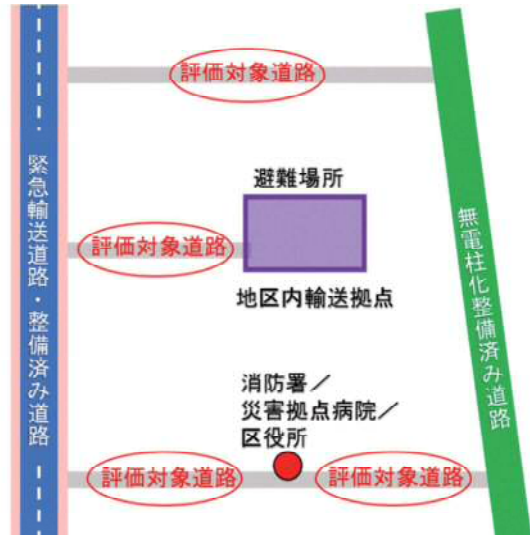 評価対象道路
緊急輸送道路・整備済み道路
避難場所
無電柱化整備済み道路
評価対象道路
地区内輸送拠点
消防署／
災害拠点病院／
区役所
評価対象道路
評価対象道路